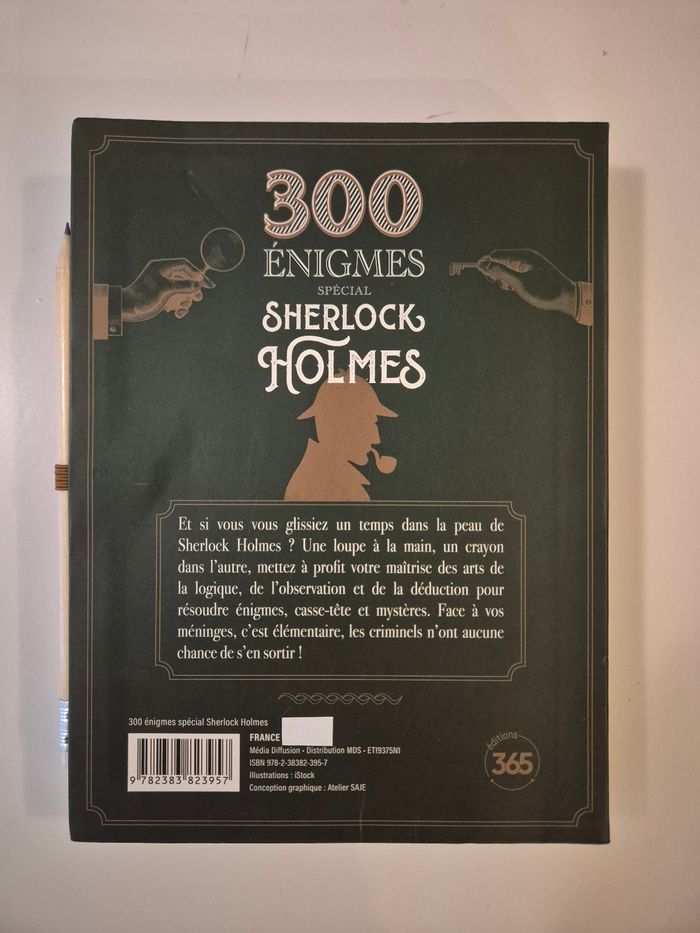 300
ÉNIGMES
SPÉCIAL
SHERLOCK
HOLMES
Et si vous vous glissiez un temps dans la peau de
Sherlock Holmes ? Une loupe à la main, un crayon
dans l'autre, mettez à profit votre maîtrise des arts de
la logique, de l'observation et de la déduction pour
résoudre énigmes, casse-tête et mystères. Face à vos
méninges, c'est élémentaire, les criminels n'ont aucune
chance de s'en sortir !
300 énigmes spécial Sherlock Holmes
FRANCE
Média Diffusion - Distribution MDS - ETI9375N1
ISBN 978-2-38382-395-7
Illustrations : iStock
Conception graphique : Atelier SAJE
9 782383 823957
éditions
365